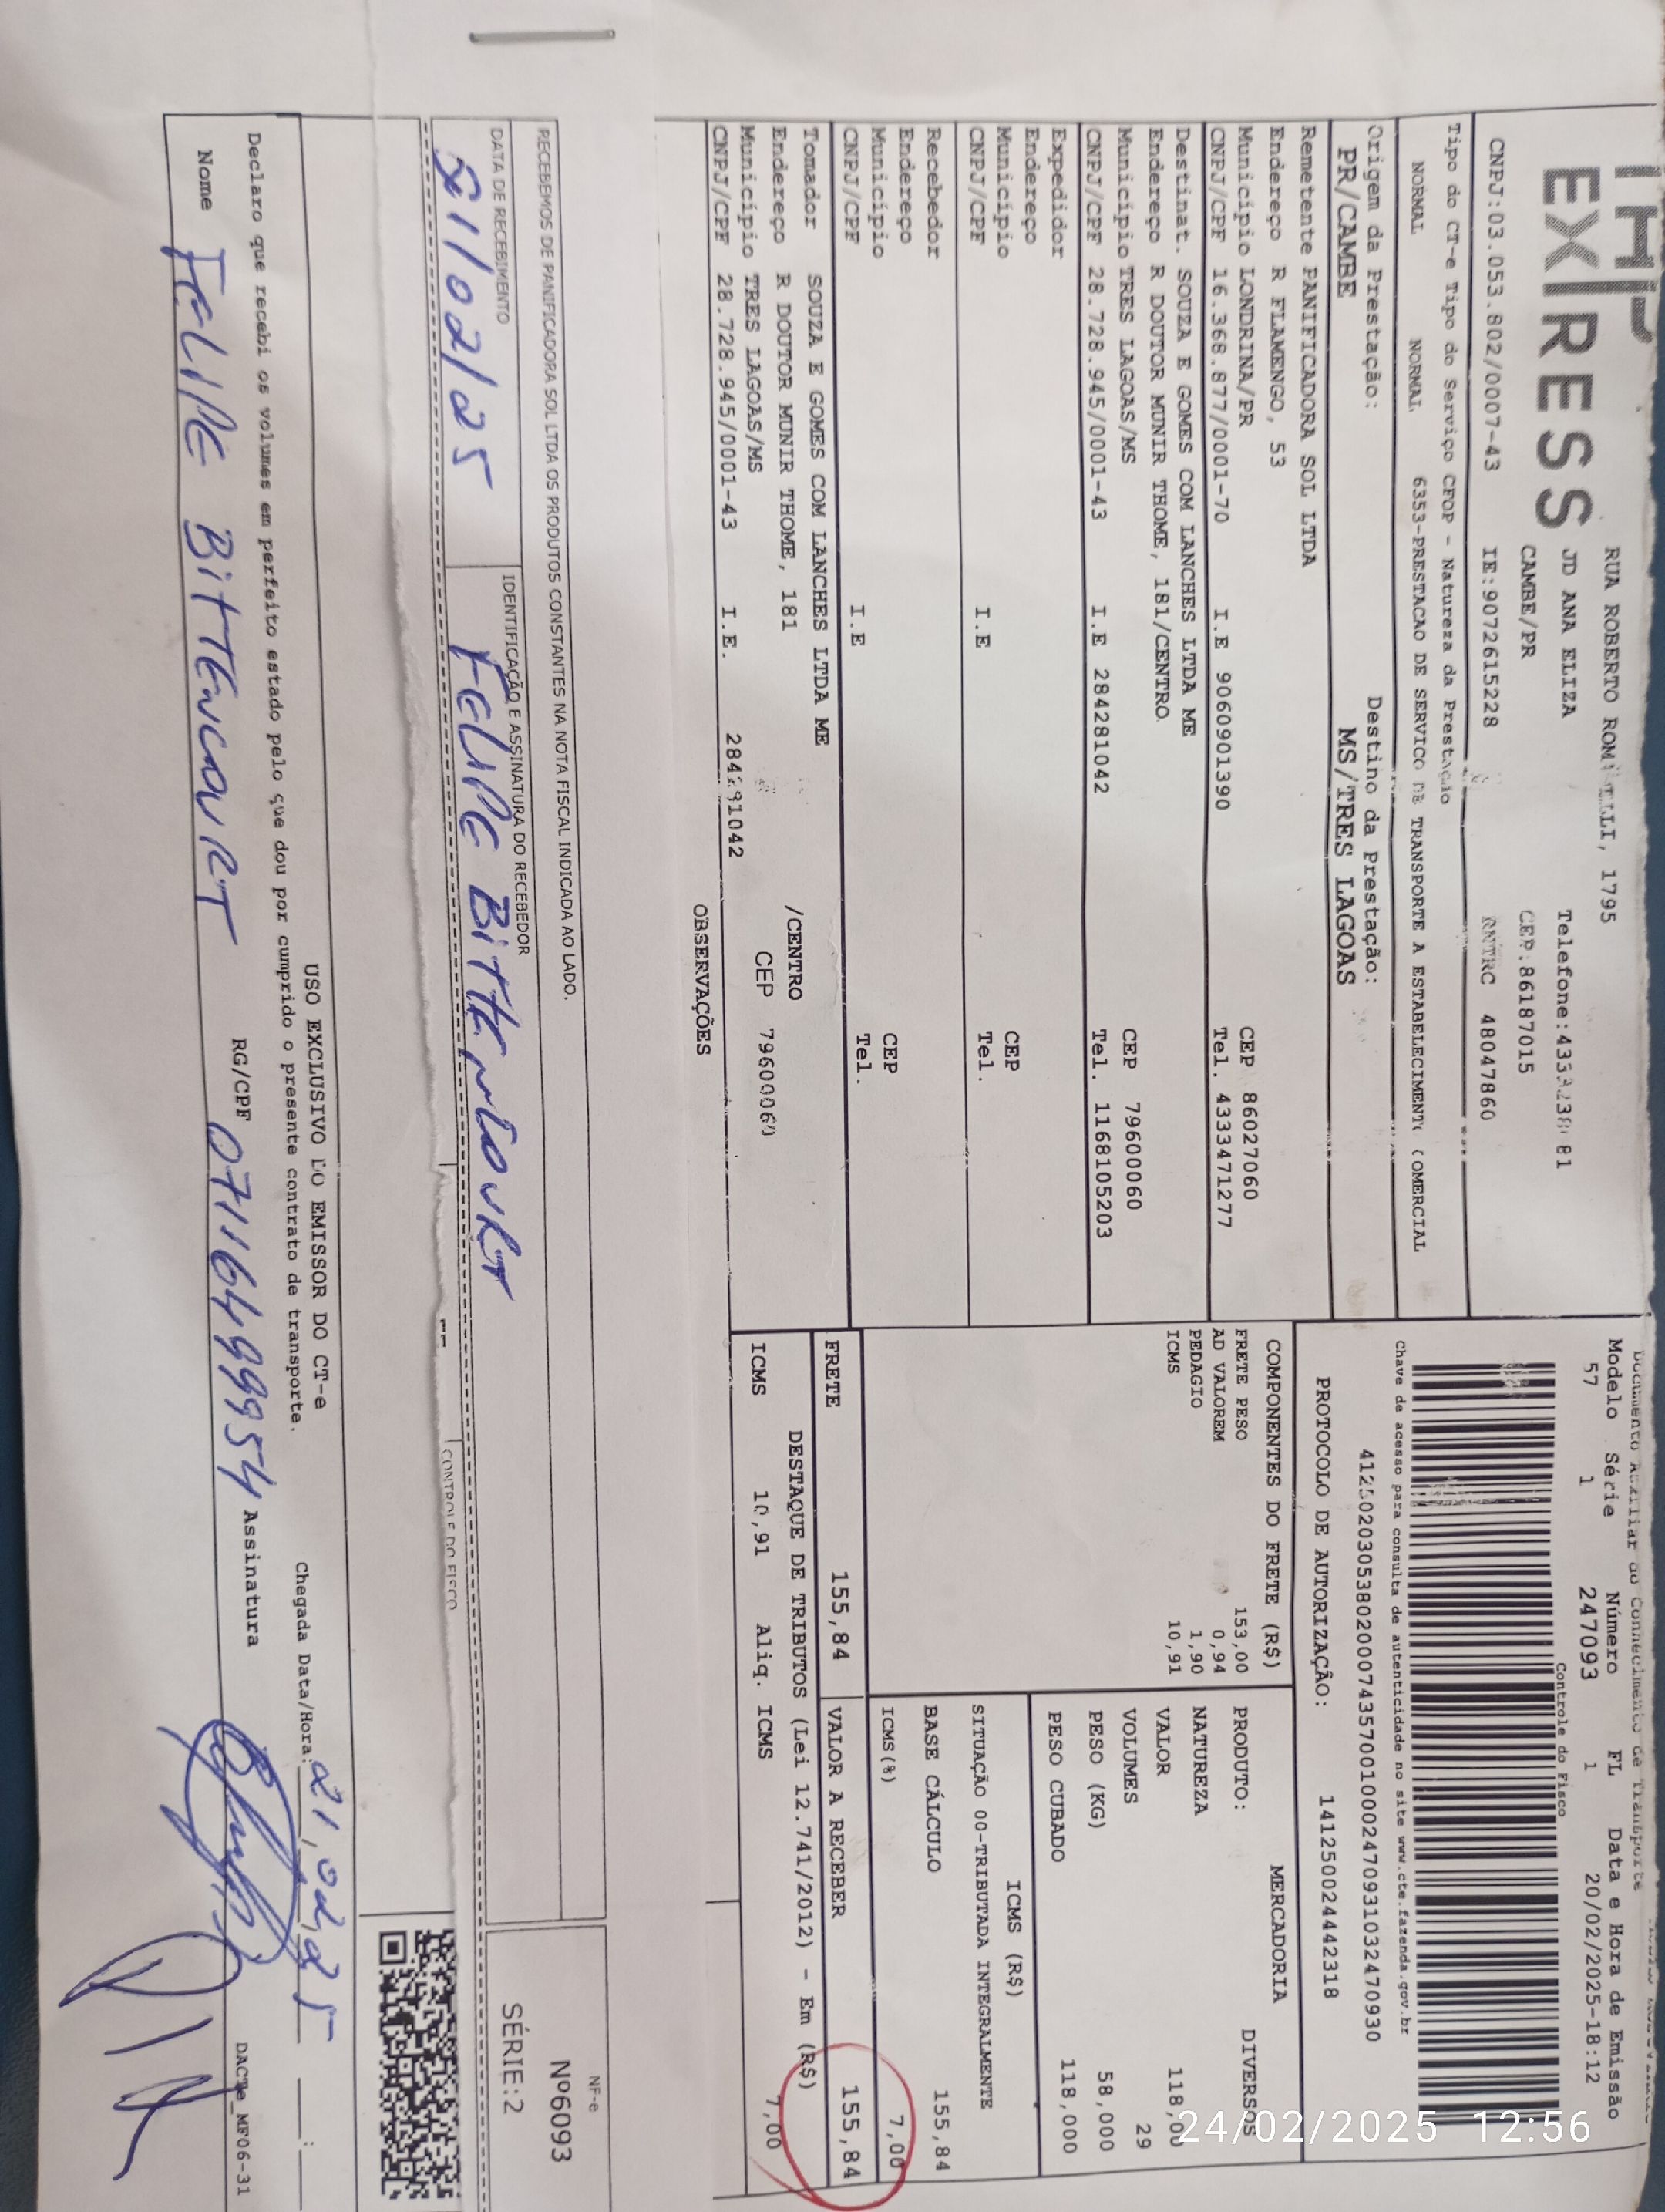 EXPRESS
RUA ROBERTO
1795
JD ANA ELIZA
CAMBE/PR
CEP:86187015
CNPJ:03.053.802/0007-43 IE:9072615228 RNTRC 48047860
Tipo do CT-e Tipo do Serviço CFOP - Natureza da Prestação
NORMAL NORMAL 6353-PRESTACAO DE SERVICO DE TRANSPORTE A ESTABELECIMENTO COMERCIAL
Origem da Prestação: Destino da Prestação:
PR/CAMBE MS/TRES LAGOAS
Remetente PANIFICADORA SOL LTDA
Endereço R FLAMENGO, 53
Município LONDRINA/PR CEP 86027060
CNPJ/CPF 16.368.877/0001-70 I.E 9060901390 Tel. 4333471277
Destinat. SOUZA E GOMES COM LANCHES LTDA ME
Endereço R DOUTOR MUNIR THOME, 181/CENTRO.
Município TRES LAGOAS/MS CEP 79600060
CNPJ/CPF 28.728.945/0001-43 I.E 284281042 Tel. 1168105203
Expedidor
Endereço
Município CEP
CNPJ/CPF I.E Tel.
Recebedor
Endereço
Município CEP
CNPJ/CPF I.E Tel.
Tomador SOUZA E GOMES COM LANCHES LTDA ME
Endereço R DOUTOR MUNIR THOME, 181 /CENTRO
Município TRES LAGOAS/MS CEP 79600060
CNPJ/CPF 28.728.945/0001-43 I.E. 284281042
OBSERVAÇÕES
Documento Auxiliar do Conhecimento de Transporte
Modelo Série Número FL Data e Hora de Emissão
57 1 247093 1 20/02/2025-18:12
Controle do Fisco
Chave de acesso para consulta de autenticidade no site www.cte.fazenda.gov.br
41250203053802000743570010002470931032470930
PROTOCOLO DE AUTORIZAÇÃO: 141250024442318
COMPONENTES DO FRETE (R$)
FRETE PESO 153,00
AD VALOREM 0,94
PEDAGIO 1,90
ICMS 10,91
MERCADORIA
PRODUTO: DIVERSOS
NATUREZA
VALOR 118,00
VOLUMES 29
PESO (KG) 58,000
PESO CUBADO 118,000
ICMS (R$)
SITUAÇÃO 00-TRIBUTADA INTEGRALMENTE
BASE CÁLCULO 155,84
ICMS(%) 7,00
FRETE 155,84 VALOR A RECEBER 155,84
DESTAQUE DE TRIBUTOS (Lei 12.741/2012) - Em (R$)
ICMS 10,91 Aliq. ICMS 7,00
RECEBEMOS DE PANIFICADORA SOL LTDA OS PRODUTOS CONSTANTES NA NOTA FISCAL INDICADA AO LADO.
DATA DE RECEBIMENTO IDENTIFICAÇÃO E ASSINATURA DO RECEBEDOR
21/02/25 Felipe Bittencourt
NF-e
Nº6093
SÉRIE:2
CONTROLE DO FISCO
USO EXCLUSIVO DO EMISSOR DO CT-e
Declaro que recebi os volumes em perfeito estado pelo que dou por cumprido o presente contrato de transporte.
Chegada Data/Hora: 21,02,25 __:__
Nome Felipe Bittencourt RG/CPF 07116499954 Assinatura
DACTe_MF06-31
24/02/2025 12:56